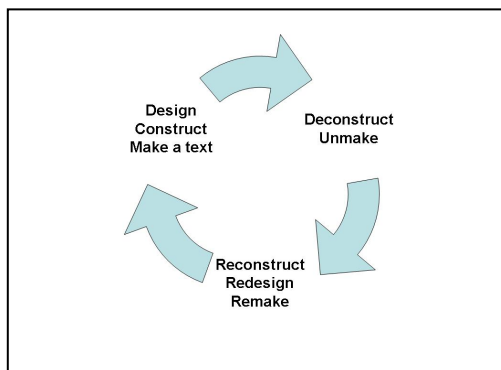 Design
Construct
Make a text
Deconstruct
Unmake
Reconstruct
Redesign
Remake